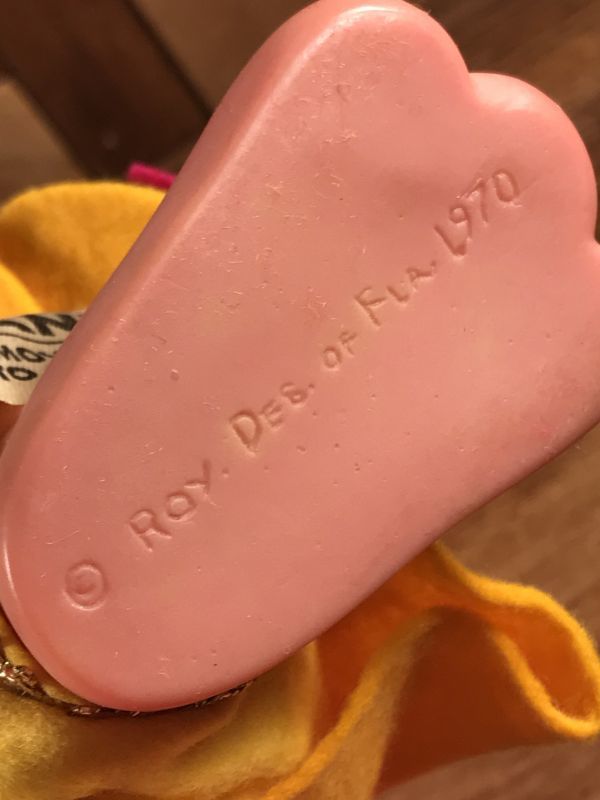 © ROY. DES. OF FLA. 1970